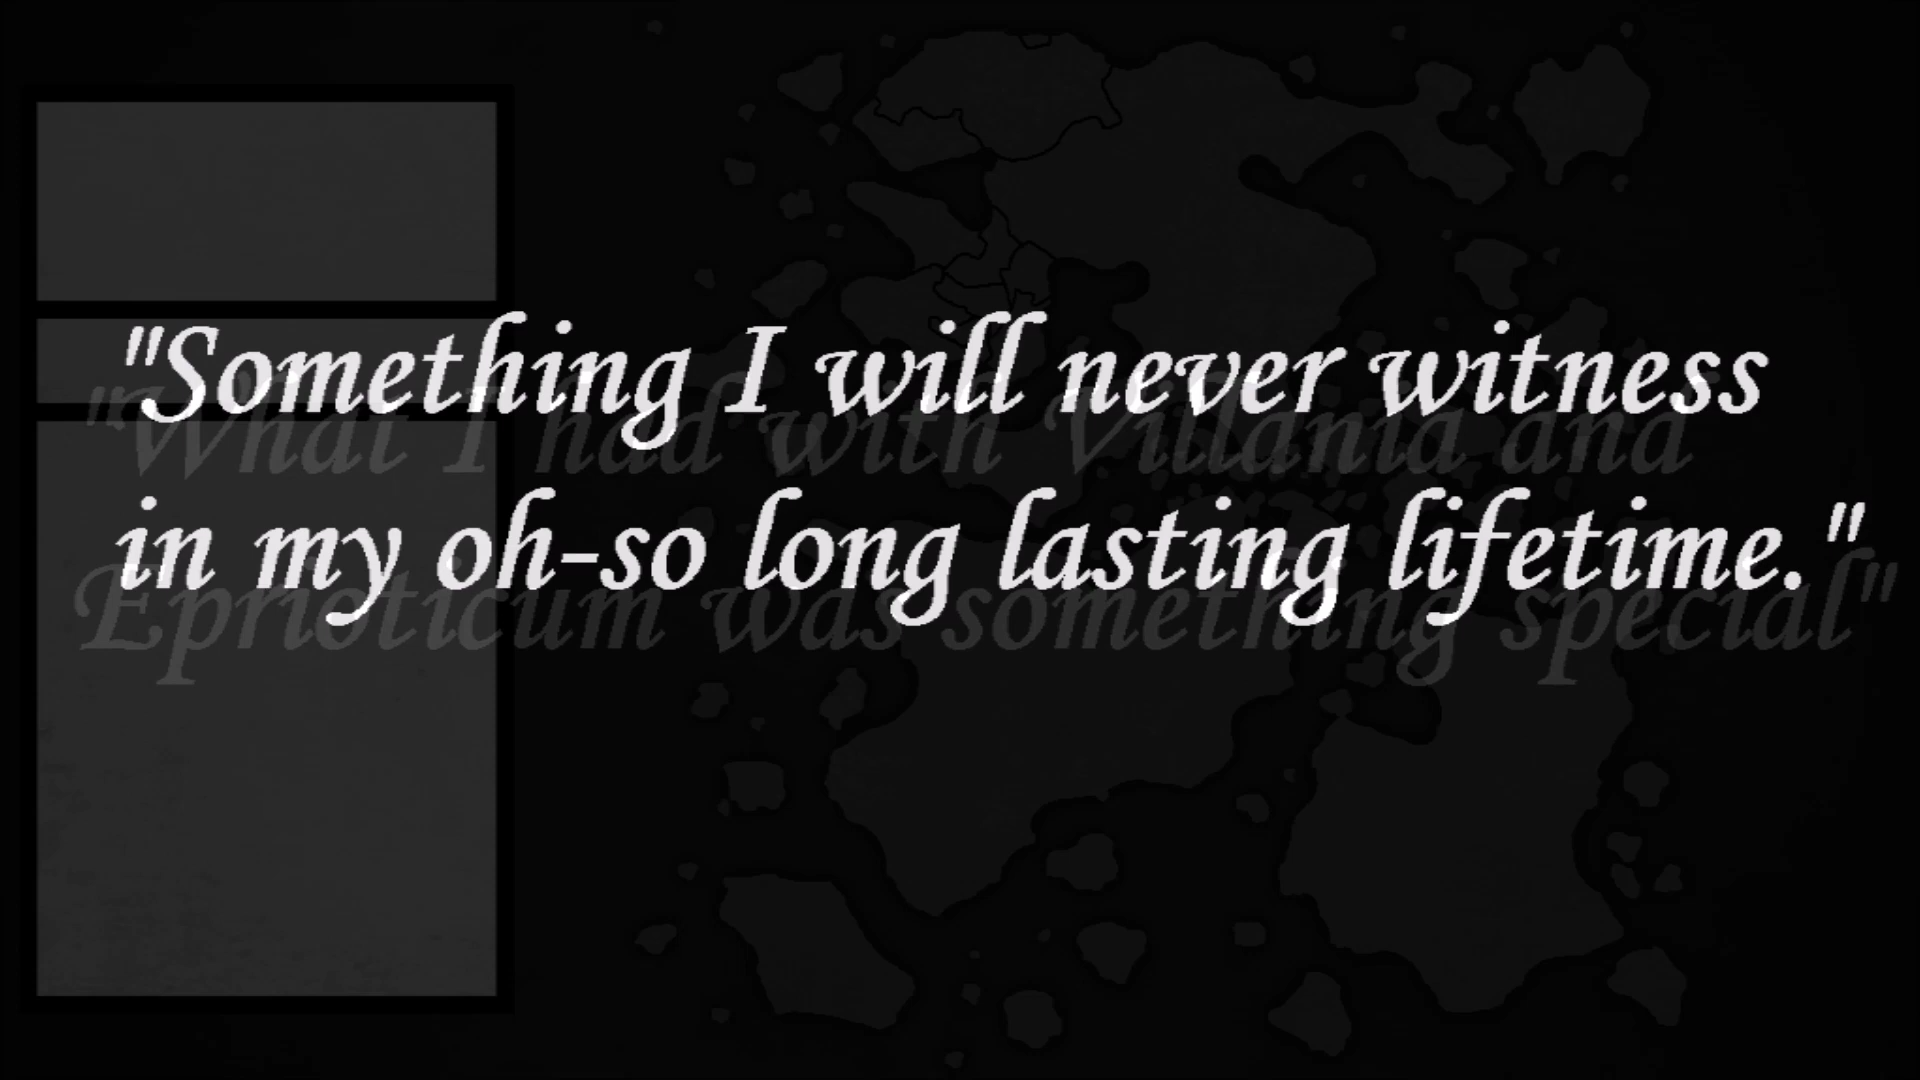 "Something I will never witness
in my oh-so long lasting lifetime."
"What I had with Villania and
Eprioticum was something special"